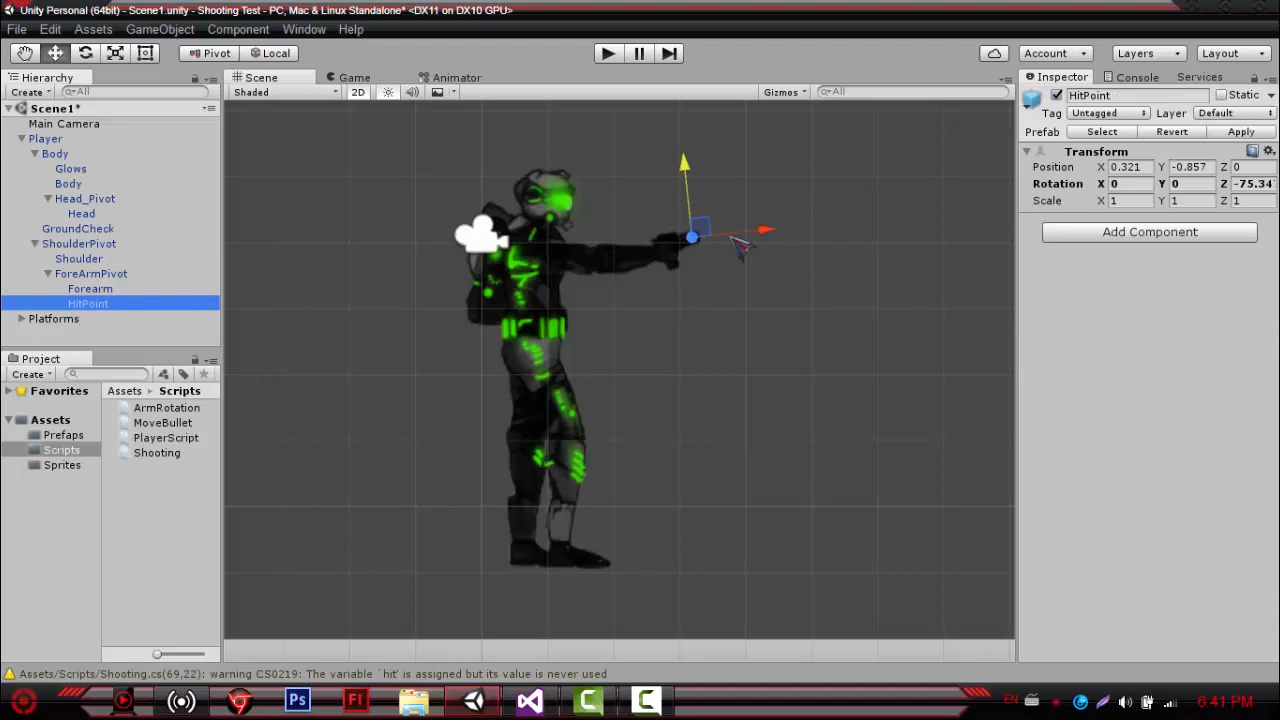 Unity Personal (64bit) - Scene1.unity - Shooting Test - PC, Mac & Linux Standalone* <DX11 on DX10 GPU>
File Edit Assets GameObject Component Window Help
Pivot Local Account Layers Layout
Hierarchy Scene Game Animator Inspector Console Services
Create All Shaded 2D Gizmos All HitPoint Static
Scene1*
Tag Untagged Layer Default
Main Camera
Prefab Select Revert Apply
Player
Transform
Body
Position X 0.321 Y -0.857 Z 0
Glows
Rotation X 0 Y 0 Z -75.34
Body
Scale X 1 Y 1 Z 1
Head_Pivot
Head
GroundCheck
Add Component
ShoulderPivot
Shoulder
ForeArmPivot
Forearm
HitPoint
Platforms
Project
Create
Favorites Assets Scripts
ArmRotation
Assets
MoveBullet
Prefaps
PlayerScript
Scripts
Shooting
Sprites
Assets/Scripts/Shooting.cs(69,22): warning CS0219: The variable `hit' is assigned but its value is never used
Ps Fl EN 6:41 PM